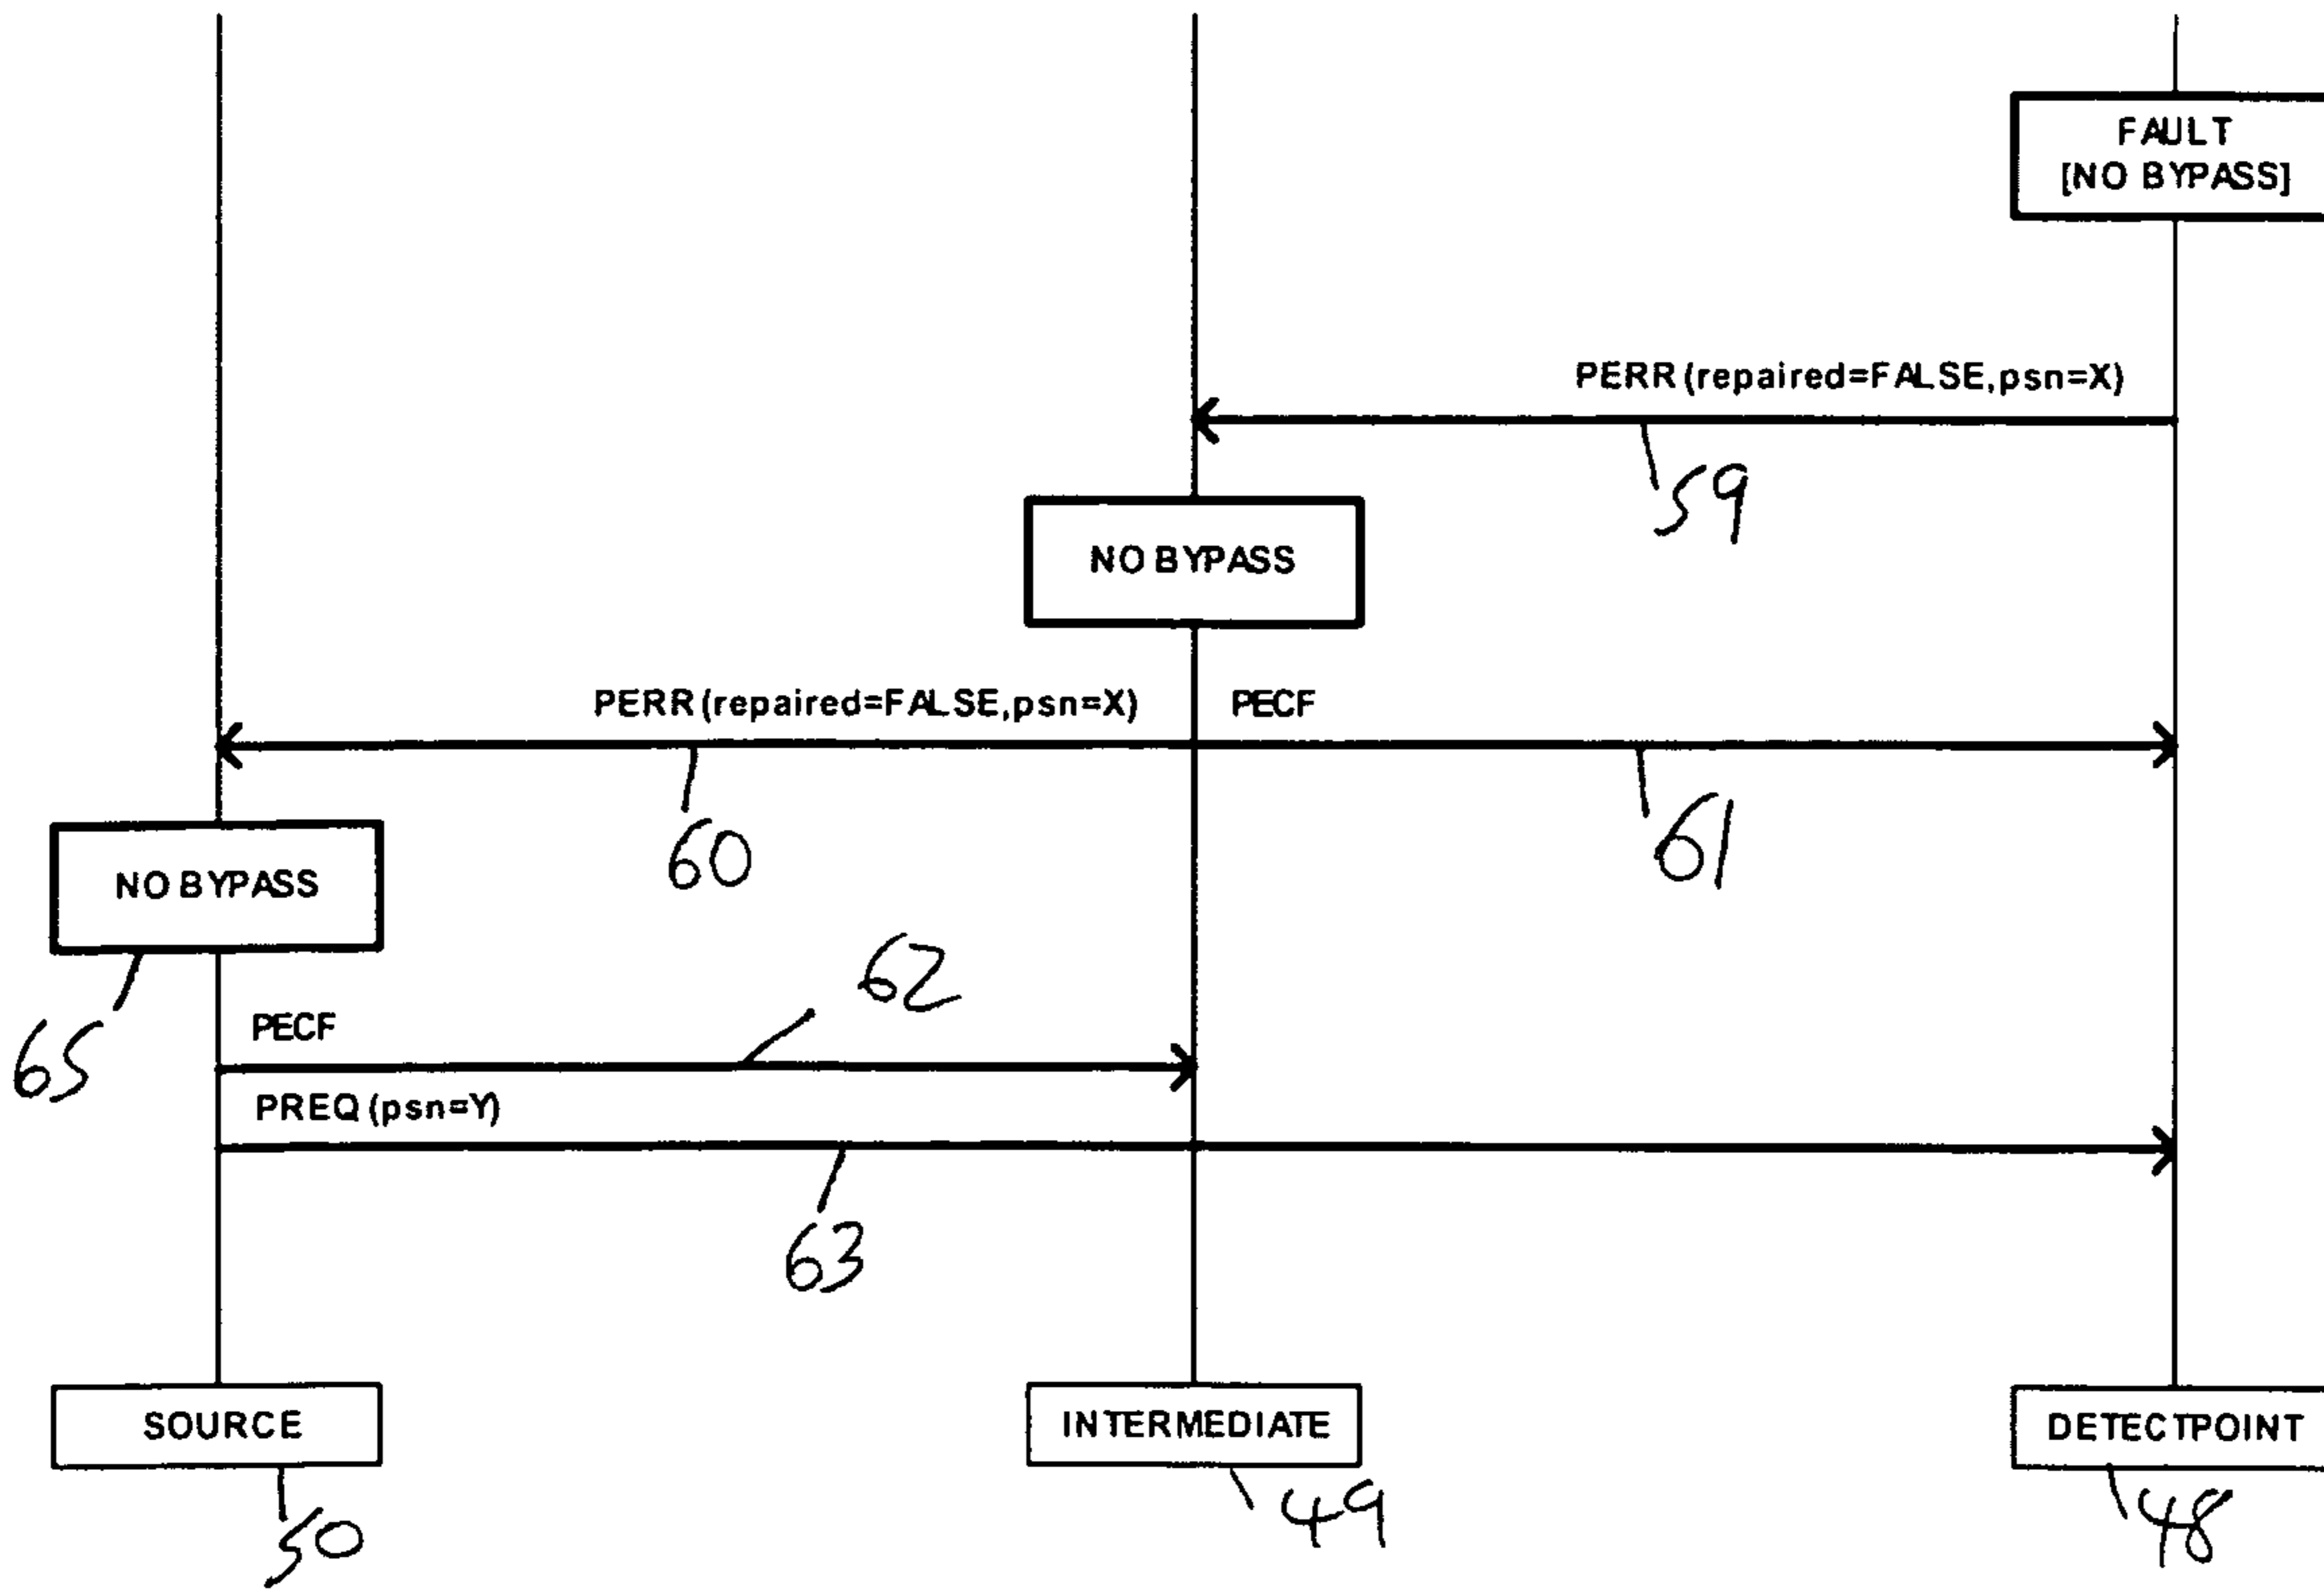 FAULT
[NO BYPASS]
PERR(repaired=FALSE,psn=X)
59
NO BYPASS
PERR(repaired=FALSE,psn=X) PECF
60 61
NO BYPASS
62
65
PECF
PREQ(psn=Y)
63
SOURCE INTERMEDIATE DETECTPOINT
50 49 48